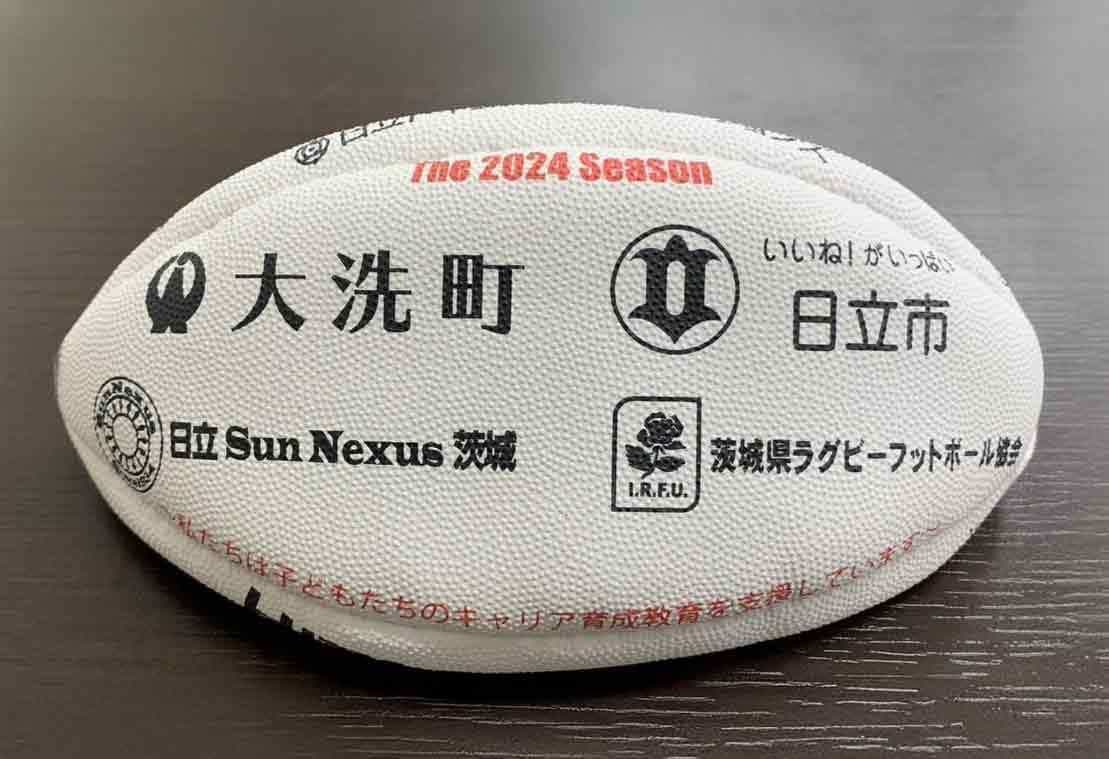 The 2024 Season
大洗町
いいね!がいっぱい
日立市
Sun Nexus
日立 Sun Nexus 茨城
I.R.F.U.
茨城県ラグビーフットボール協会
私たちは子どもたちのキャリア育成教育を支援しています